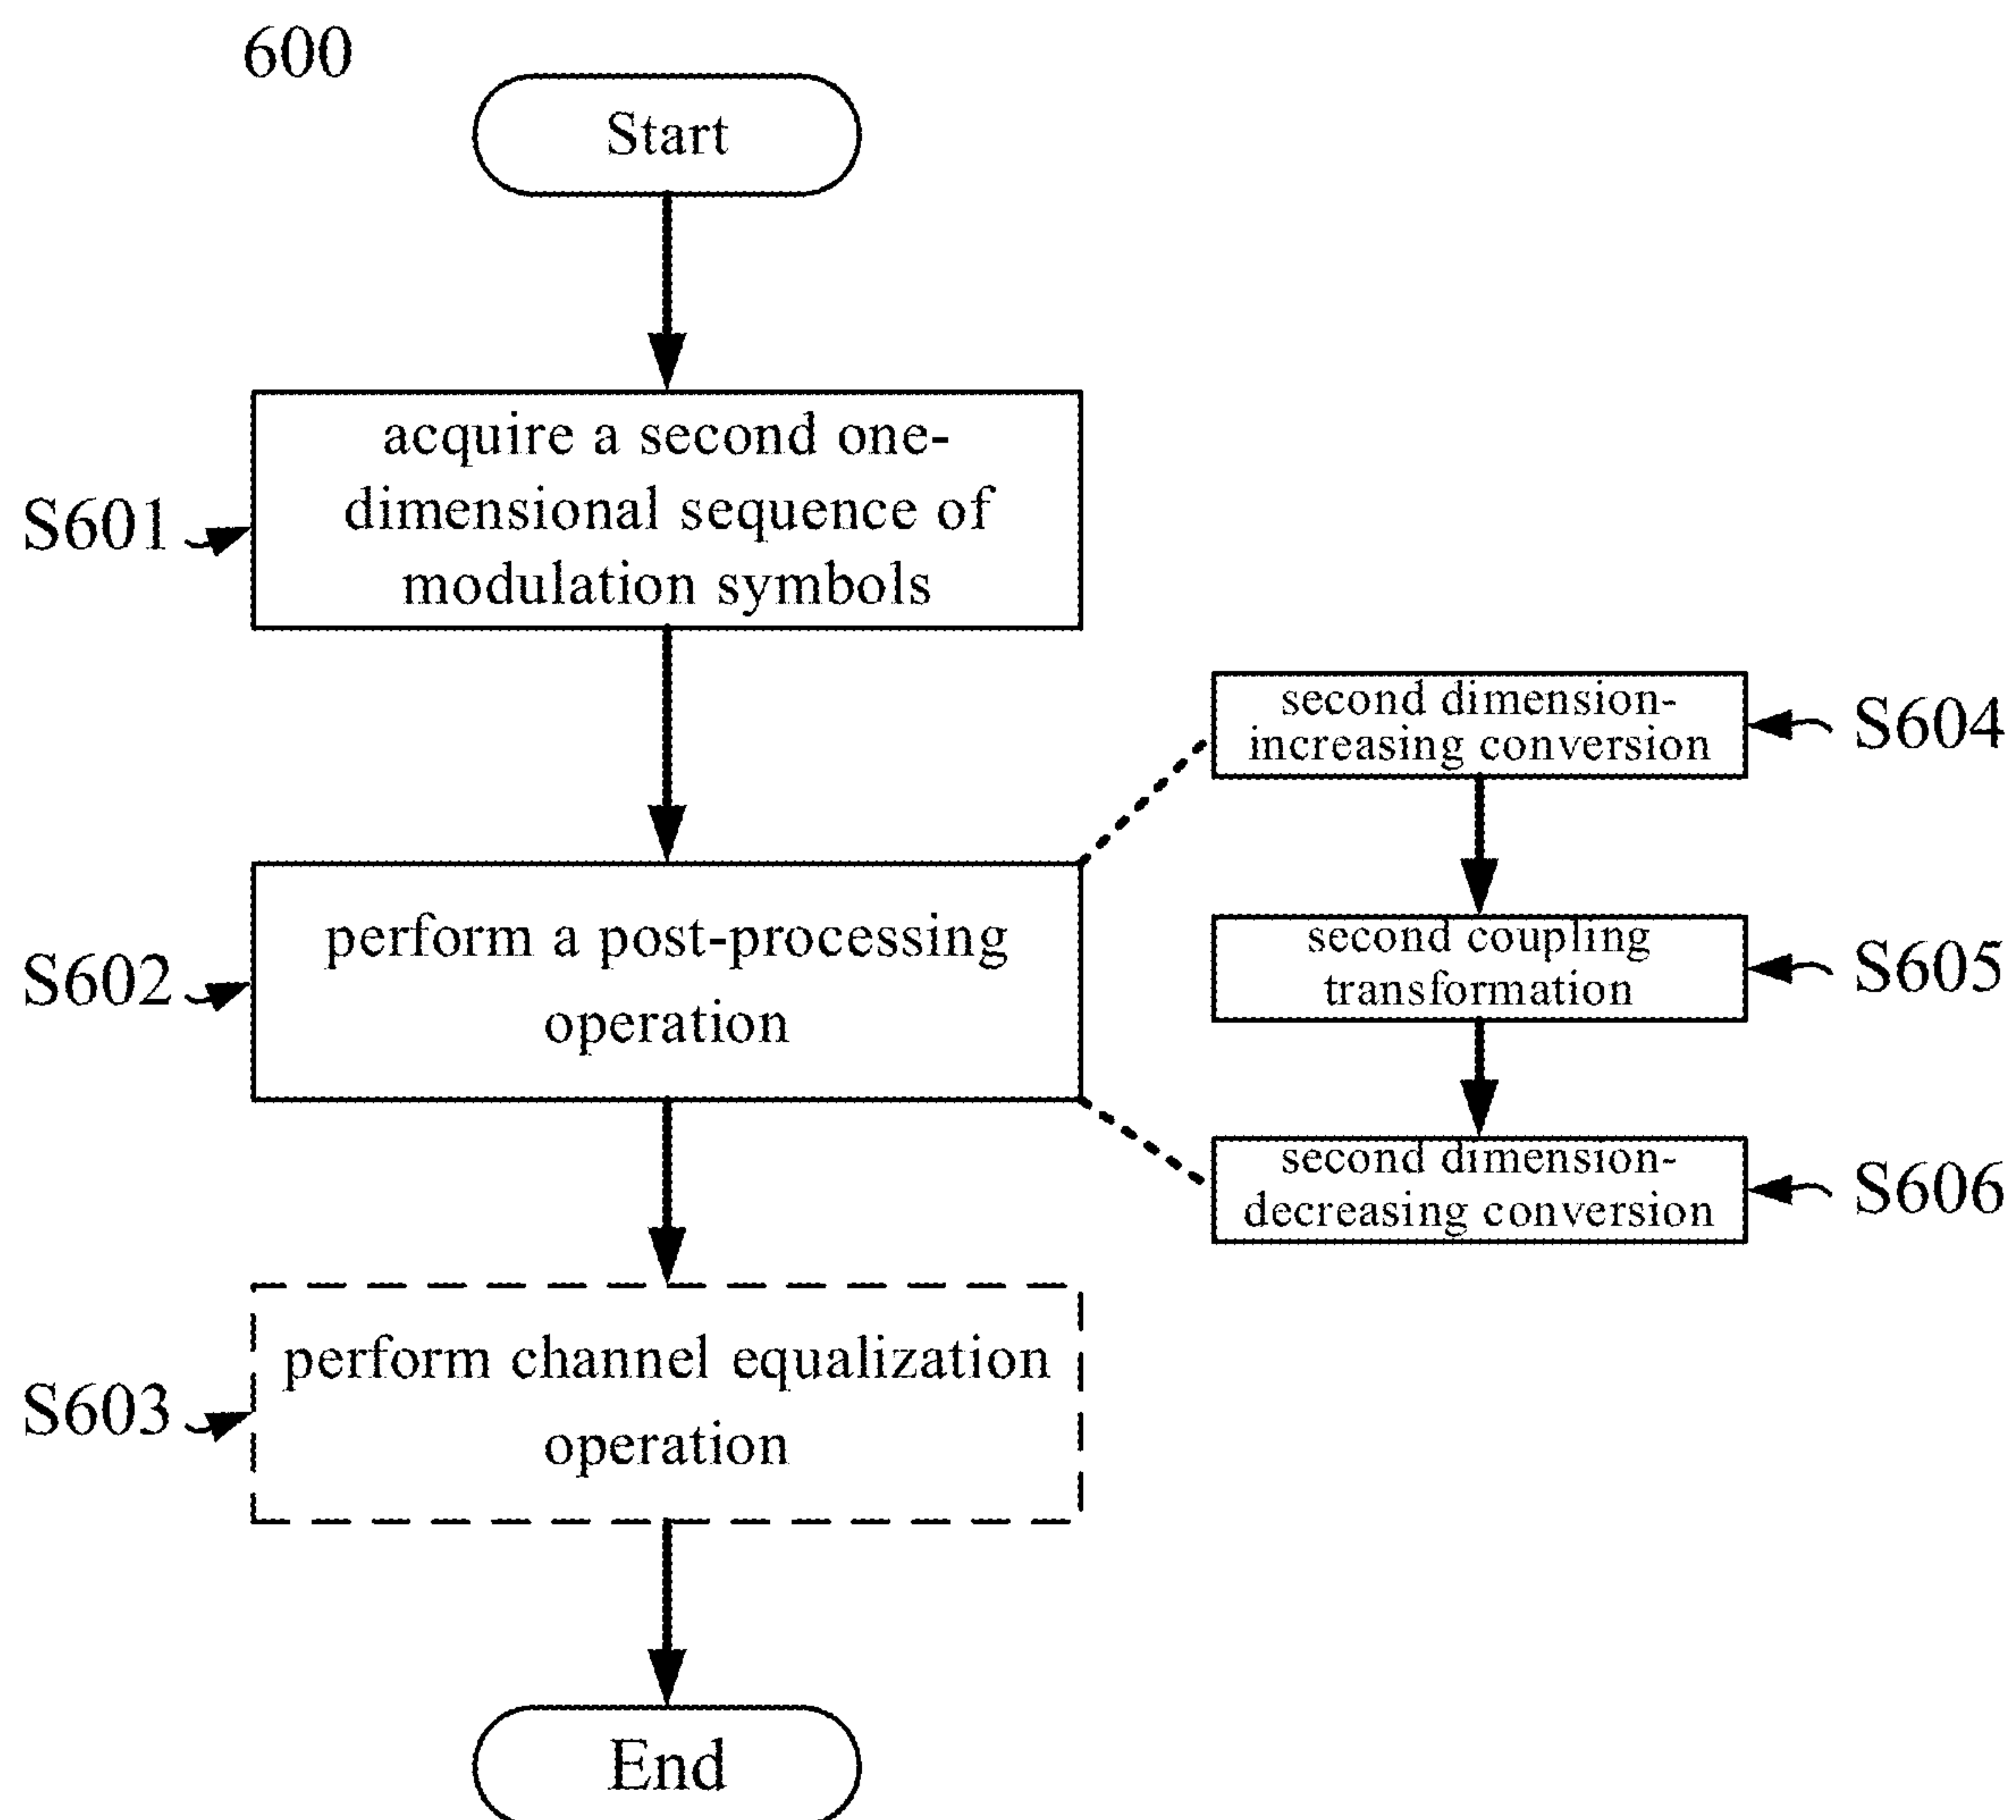 600
Start
acquire a second one-
dimensional sequence of
modulation symbols
S601
second dimension-
increasing conversion
S604
perform a post-processing
operation
S602
second coupling
transformation
S605
second dimension-
decreasing conversion
S606
perform channel equalization
operation
S603
End